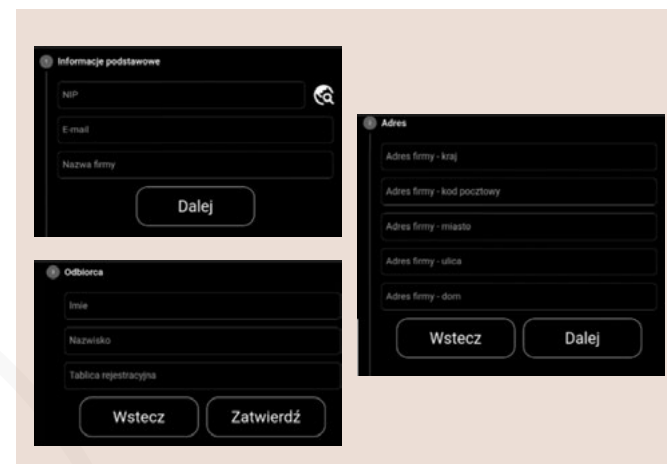 Informacje podstawowe
NIP
E-mail
Nazwa firmy
Dalej
Adres
Adres firmy - kraj
Adres firmy - kod pocztowy
Adres firmy - miasto
Adres firmy - ulica
Adres firmy - dom
Wstecz
Dalej
Odbiorca
Imie
Nazwisko
Tablica rejestracyjna
Wstecz
Zatwierdź